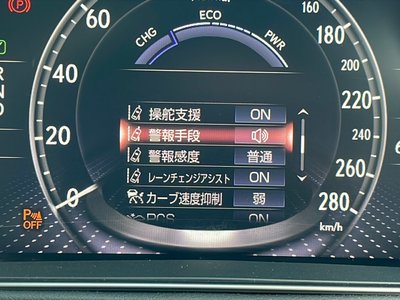 (P)
ECO
CHG
PWR
160
80
60
40
20
0
180
200
240
280
km/h
操舵支援 ON
警報手段
警報感度 普通
レーンチェンジアシスト ON
カーブ速度抑制 弱
PCS ON
R
N
D
P
OFF
6